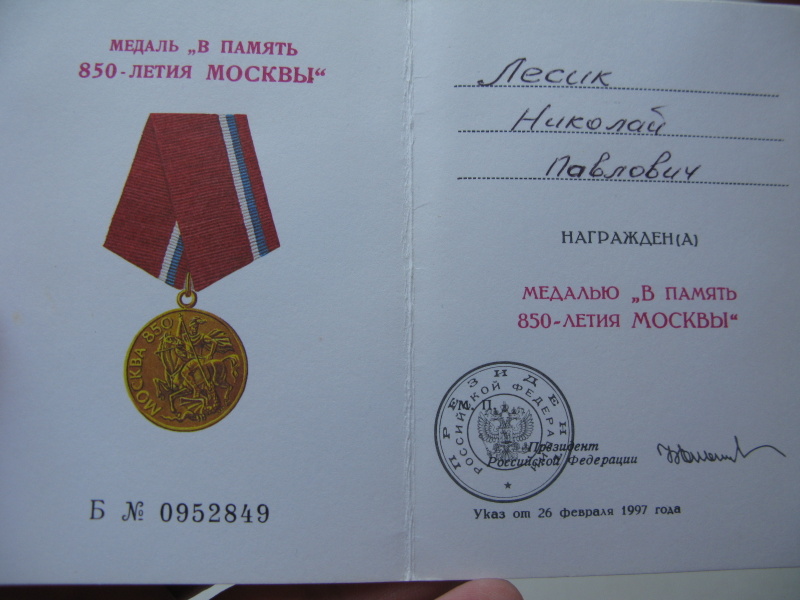 МЕДАЛЬ „В ПАМЯТЬ
850-ЛЕТИЯ МОСКВЫ“
МОСКВА 850
Б № 0952849
Лесик
Николай
Павлович
НАГРАЖДЕН(А)
МЕДАЛЬЮ „В ПАМЯТЬ
850-ЛЕТИЯ МОСКВЫ“
ПРЕЗИДЕН
РОССИЙСКОЙ ФЕДЕРАЦИИ
М. П.
Президент
Российской Федерации
Указ от 26 февраля 1997 года